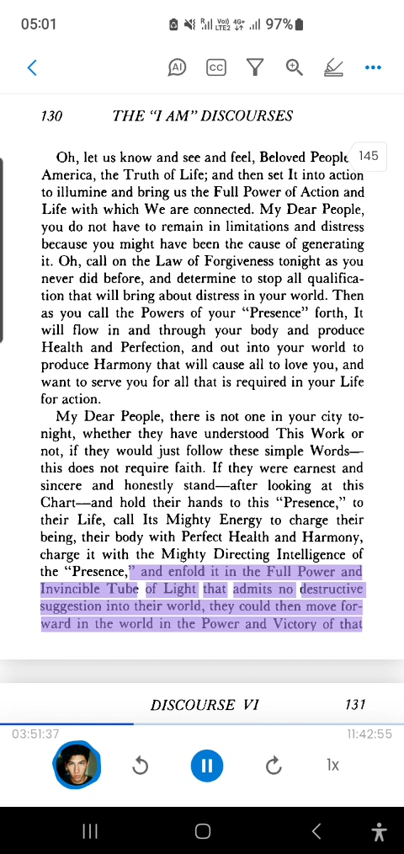 05:01
97%
AI
CC
130 THE "I AM" DISCOURSES
145
Oh, let us know and see and feel, Beloved People
America, the Truth of Life; and then set It into action
to illumine and bring us the Full Power of Action and
Life with which We are connected. My Dear People,
you do not have to remain in limitations and distress
because you might have been the cause of generating
it. Oh, call on the Law of Forgiveness tonight as you
never did before, and determine to stop all qualifica-
tion that will bring about distress in your world. Then
as you call the Powers of your "Presence" forth, It
will flow in and through your body and produce
Health and Perfection, and out into your world to
produce Harmony that will cause all to love you, and
want to serve you for all that is required in your Life
for action.
My Dear People, there is not one in your city to-
night, whether they have understood This Work or
not, if they would just follow these simple Words—
this does not require faith. If they were earnest and
sincere and honestly stand—after looking at this
Chart—and hold their hands to this "Presence," to
their Life, call Its Mighty Energy to charge their
being, their body with Perfect Health and Harmony,
charge it with the Mighty Directing Intelligence of
the "Presence," and enfold it in the Full Power and
Invincible Tube of Light that admits no destructive
suggestion into their world, they could then move for-
ward in the world in the Power and Victory of that
DISCOURSE VI 131
03:51:37
11:42:55
1x